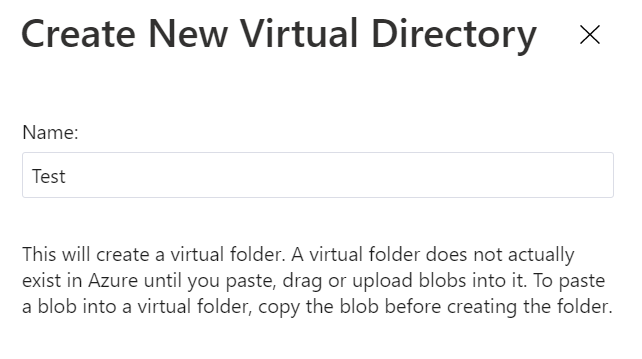 Create New Virtual Directory
Name:
Test
This will create a virtual folder. A virtual folder does not actually
exist in Azure until you paste, drag or upload blobs into it. To paste
a blob into a virtual folder, copy the blob before creating the folder.